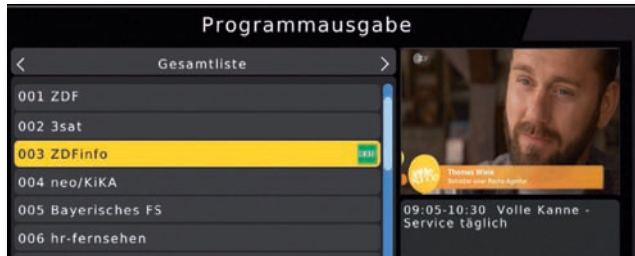 Programmausgabe
< Gesamtliste >
001 ZDF
002 3sat
003 ZDFinfo
004 neo/KiKA
005 Bayerisches FS
006 hr-fernsehen
Thomas Wiele
09:05-10:30 Volle Kanne -
Service täglich